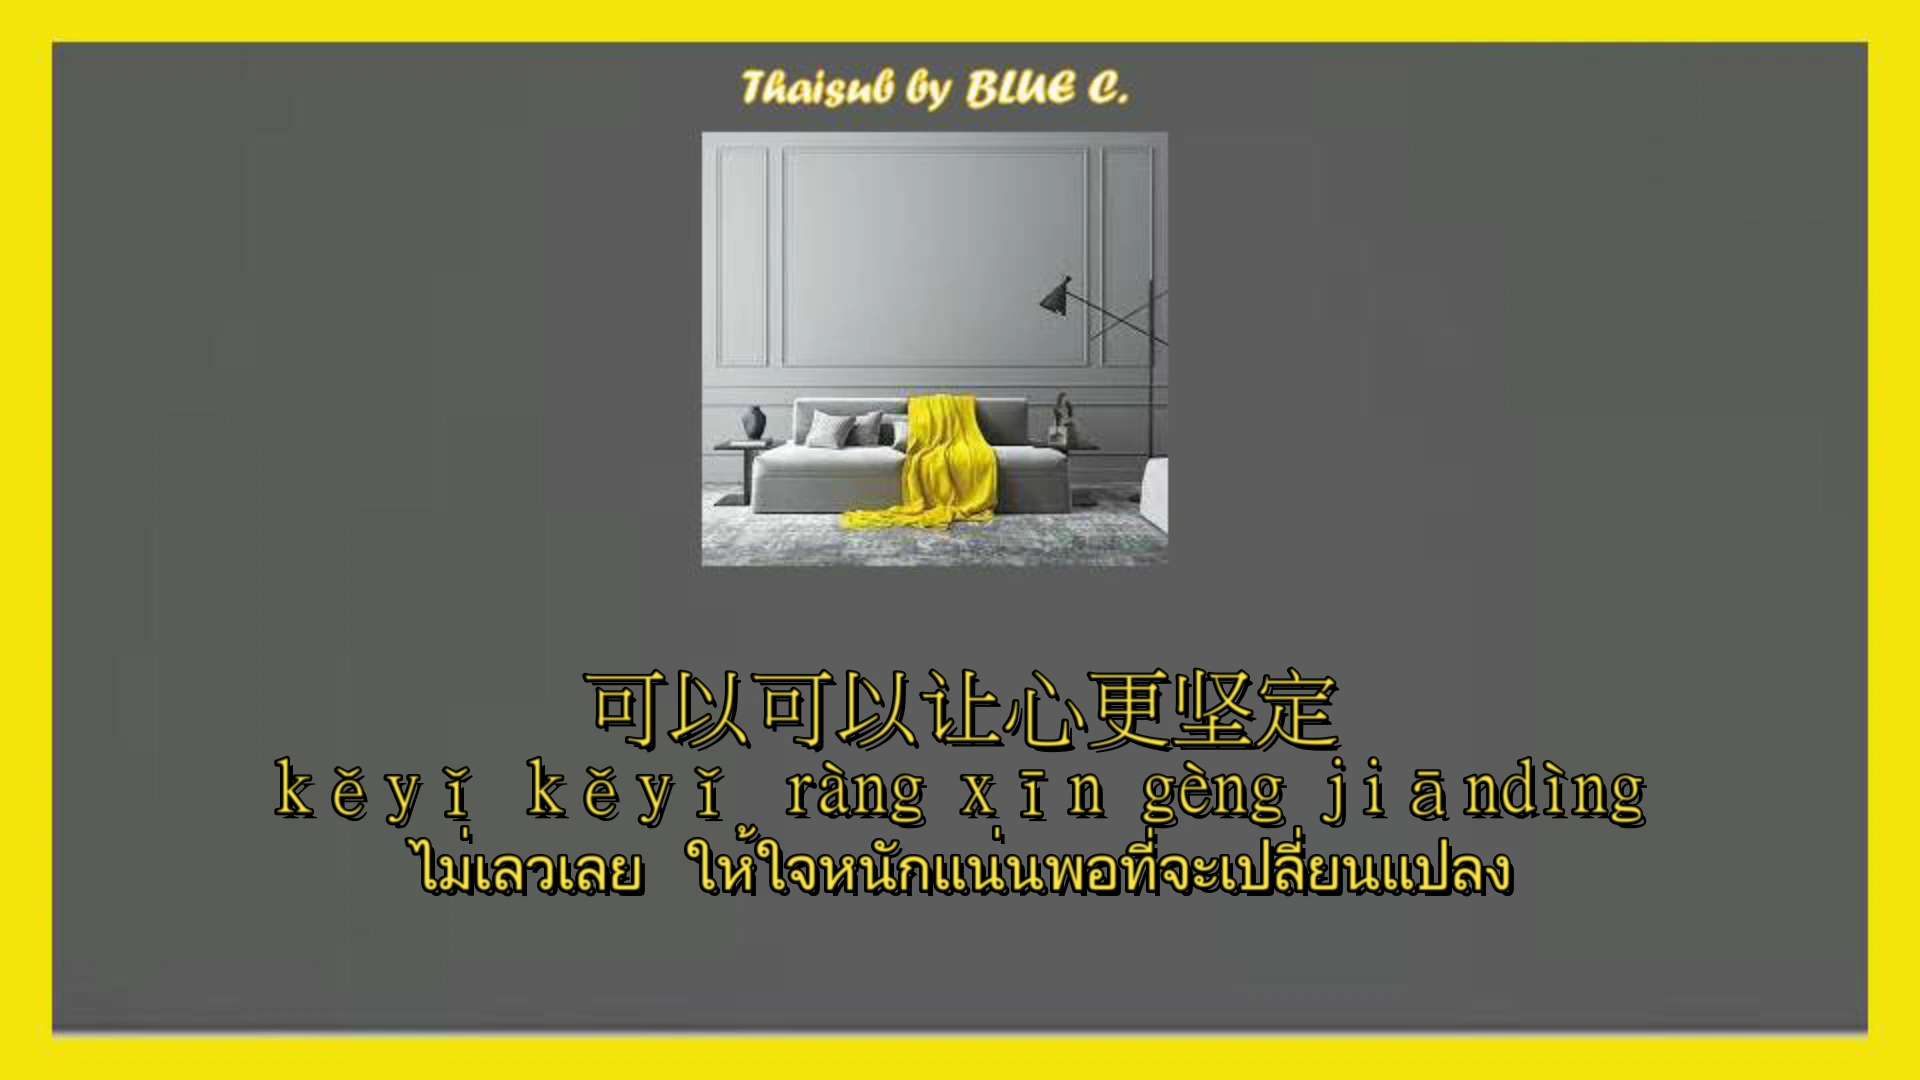 Thaisub by BLUE C.
可以可以让心更坚定
kěyǐ kěyǐ ràng xīn gèng jiāndìng
ไม่เลวเลย ให้ใจหนักแน่นพอที่จะเปลี่ยนแปลง